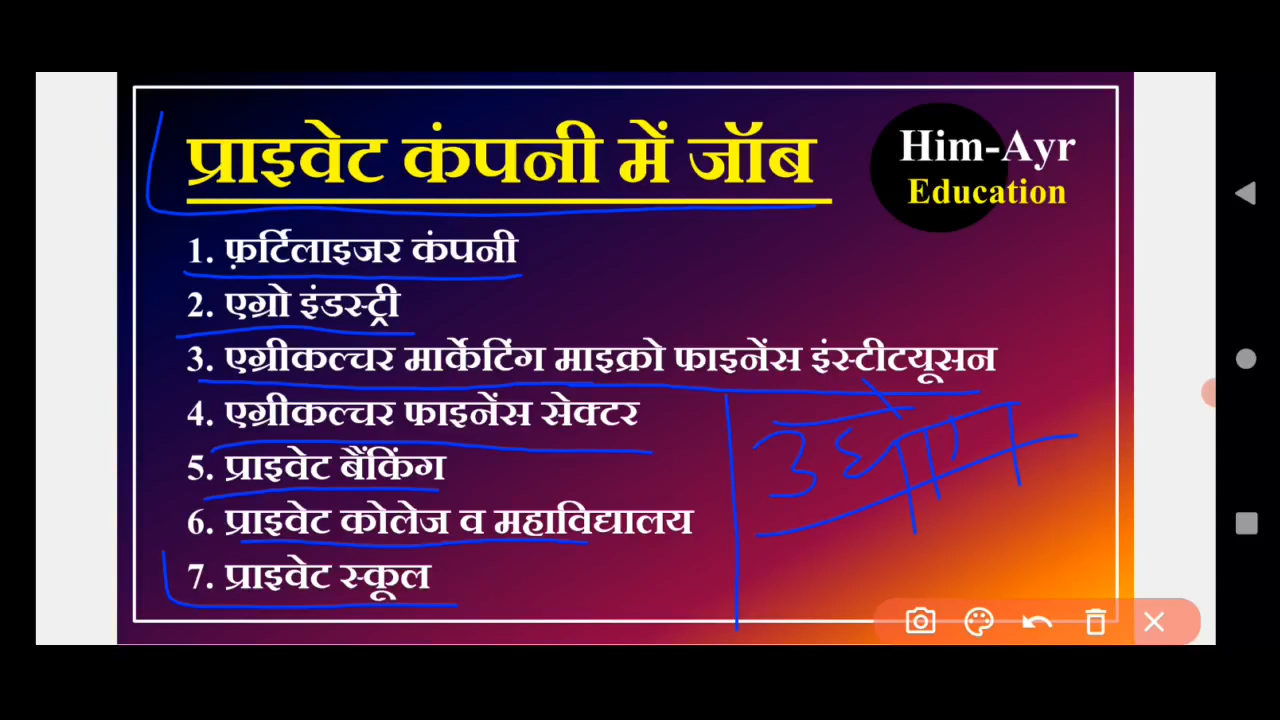 प्राइवेट कंपनी में जॉब
Him-Ayr
Education
1. फ़र्टिलाइजर कंपनी
2. एग्रो इंडस्ट्री
3. एग्रीकल्चर मार्केटिंग माइक्रो फाइनेंस इंस्टीटयूसन
4. एग्रीकल्चर फाइनेंस सेक्टर
5. प्राइवेट बैंकिंग
6. प्राइवेट कोलेज व महाविद्यालय
7. प्राइवेट स्कूल